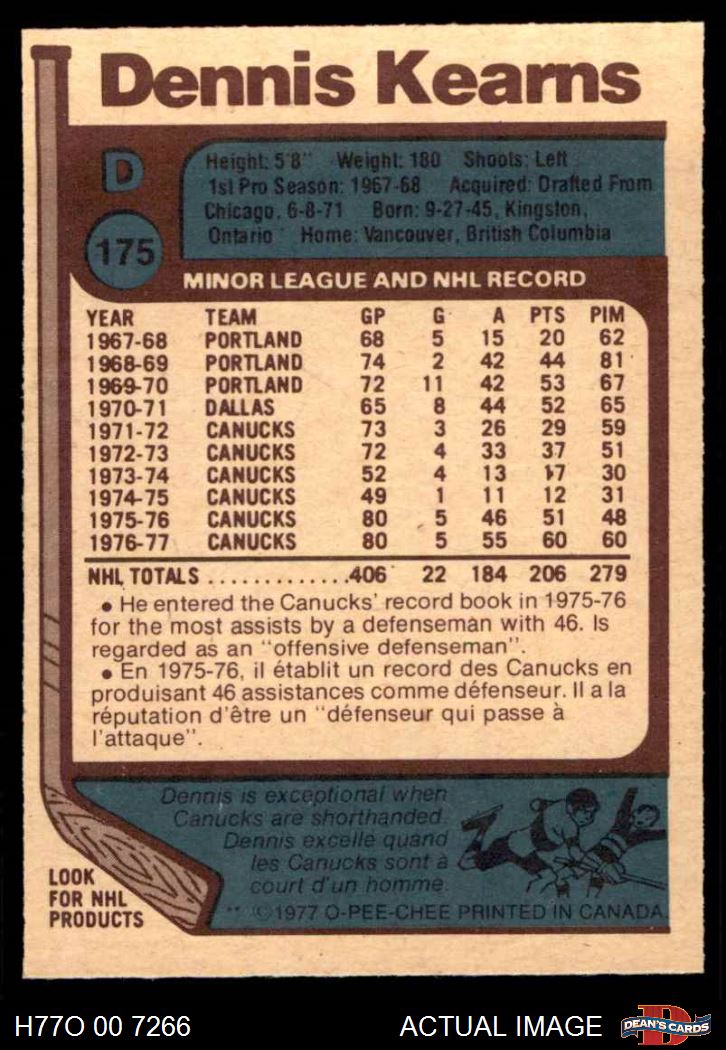 Dennis Kearns
D
175
Height: 5'8" Weight: 180 Shoots: Left
1st Pro Season: 1967-68 Acquired: Drafted From
Chicago, 6-8-71 Born: 9-27-45, Kingston,
Ontario Home: Vancouver, British Columbia
MINOR LEAGUE AND NHL RECORD
YEAR TEAM GP G A PTS PIM
1967-68 PORTLAND 68 5 15 20 62
1968-69 PORTLAND 74 2 42 44 81
1969-70 PORTLAND 72 11 42 53 67
1970-71 DALLAS 65 8 44 52 65
1971-72 CANUCKS 73 3 26 29 59
1972-73 CANUCKS 72 4 33 37 51
1973-74 CANUCKS 52 4 13 17 30
1974-75 CANUCKS 49 1 11 12 31
1975-76 CANUCKS 80 5 46 51 48
1976-77 CANUCKS 80 5 55 60 60
NHL TOTALS .............406 22 184 206 279
• He entered the Canucks' record book in 1975-76
for the most assists by a defenseman with 46. Is
regarded as an "offensive defenseman".
• En 1975-76, il établit un record des Canucks en
produisant 46 assistances comme défenseur. Il a la
réputation d'être un "défenseur qui passe à
l'attaque".
Dennis is exceptional when
Canucks are shorthanded.
Dennis excelle quand
les Canucks sont à
court d'un homme.
LOOK
FOR NHL
PRODUCTS
** ©1977 O-PEE-CHEE PRINTED IN CANADA
H77O 00 7266 ACTUAL IMAGE
D
DEAN'S CARDS